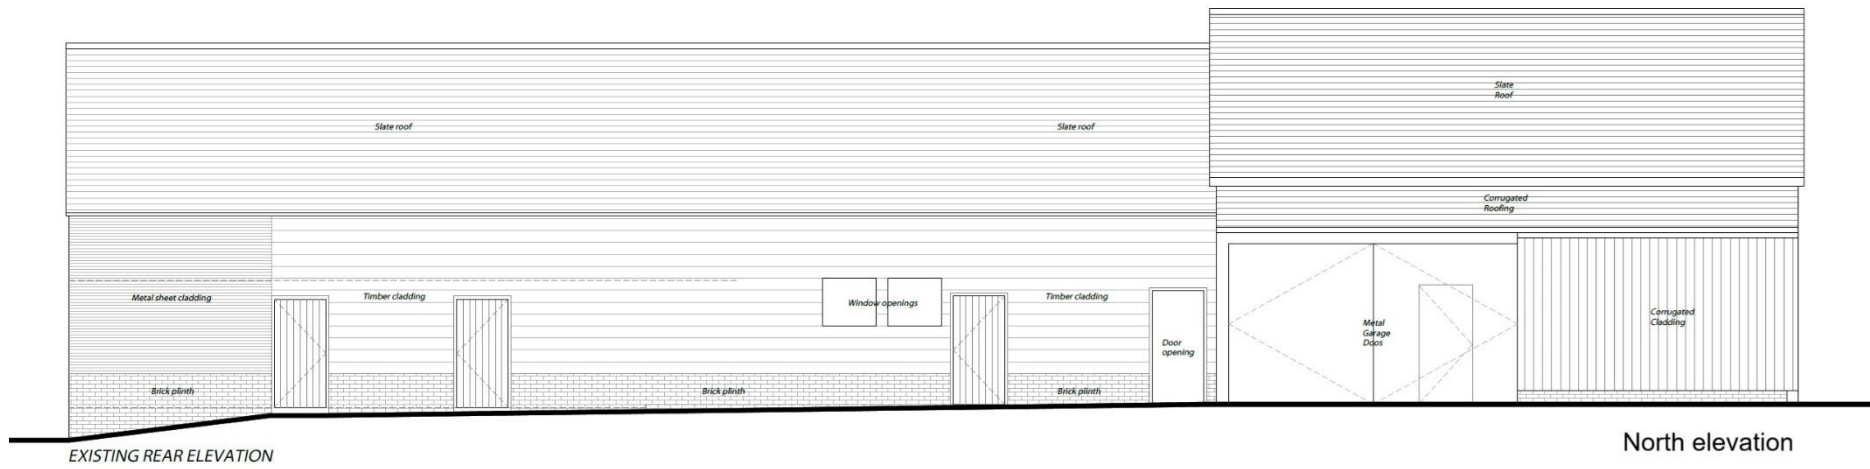 Slate
Roof
Slate roof
Slate roof
Corrugated
Roofing
Metal sheet cladding
Timber cladding
Window openings
Timber cladding
Door
opening
Metal
Garage
Doos
Corrugated
Cladding
Brick plinth
Brick plinth
Brick plinth
EXISTING REAR ELEVATION
North elevation